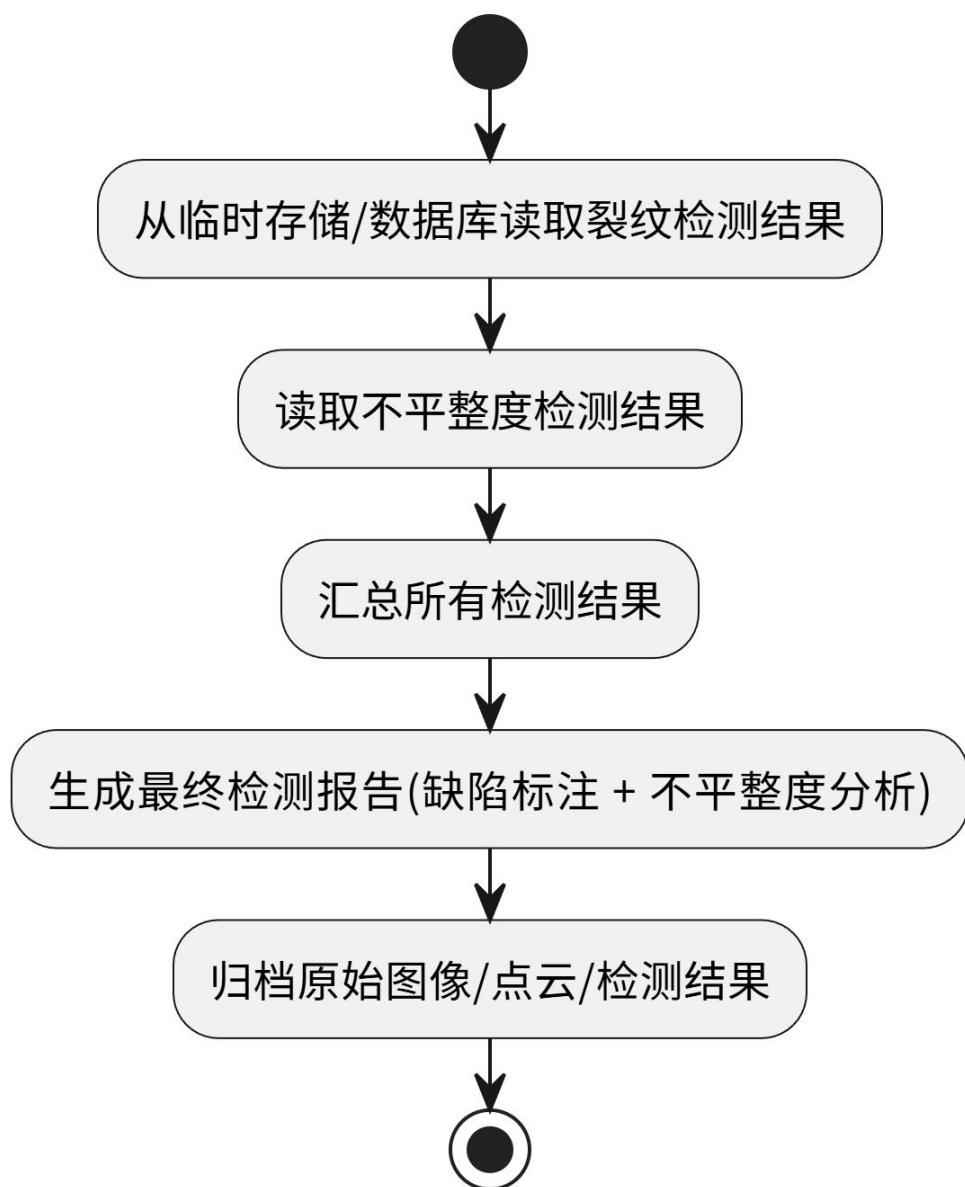 从临时存储/数据库读取裂纹检测结果
读取不平整度检测结果
汇总所有检测结果
生成最终检测报告(缺陷标注 + 不平整度分析)
归档原始图像/点云/检测结果